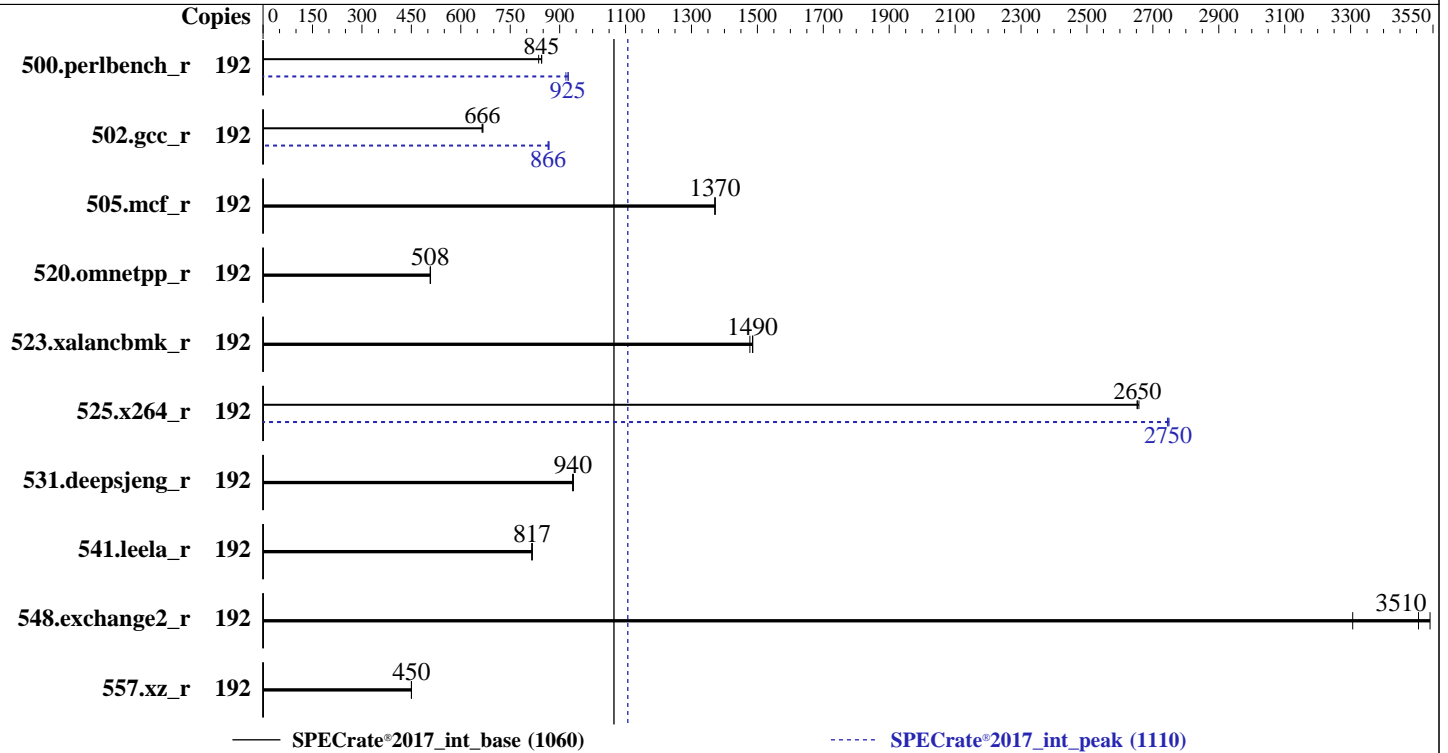 Copies 0 150 300 450 600 750 900 1100 1300 1500 1700 1900 2100 2300 2500 2700 2900 3100 3300 3550
845
500.perlbench_r 192
925
666
502.gcc_r 192
866
1370
505.mcf_r 192
508
520.omnetpp_r 192
1490
523.xalancbmk_r 192
2650
525.x264_r 192
2750
940
531.deepsjeng_r 192
817
541.leela_r 192
3510
548.exchange2_r 192
450
557.xz_r 192
SPECrate®2017_int_base (1060) SPECrate®2017_int_peak (1110)